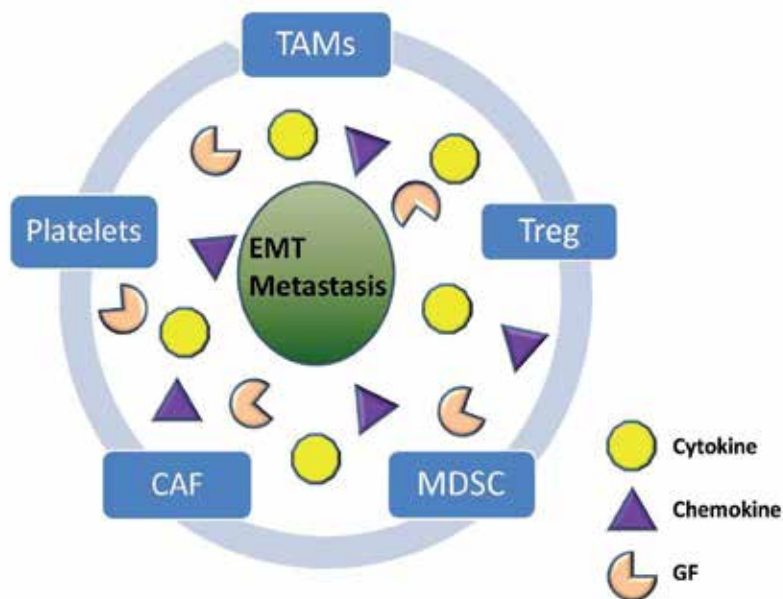 TAMs
Platelets
Treg
EMT
Metastasis
CAF
MDSC
Cytokine
Chemokine
GF